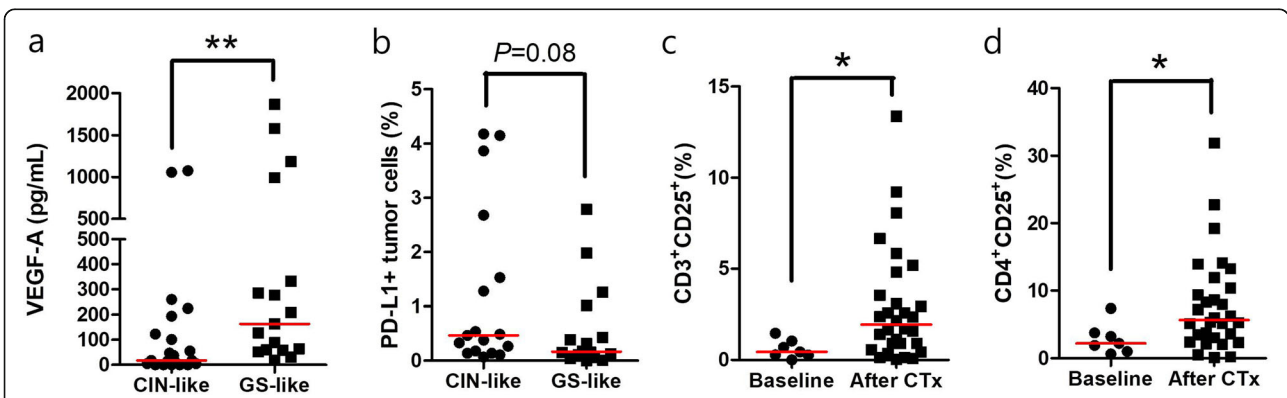 a
**
VEGF-A (pg/mL)
2000
1500
1000
500
500
400
300
200
100
0
CIN-like GS-like
b
P=0.08
PD-L1+ tumor cells (%)
5
4
3
2
1
0
CIN-like GS-like
c
*
CD3+CD25+(%)
15
10
5
0
Baseline After CTx
d
*
CD4+CD25+(%)
40
30
20
10
0
Baseline After CTx